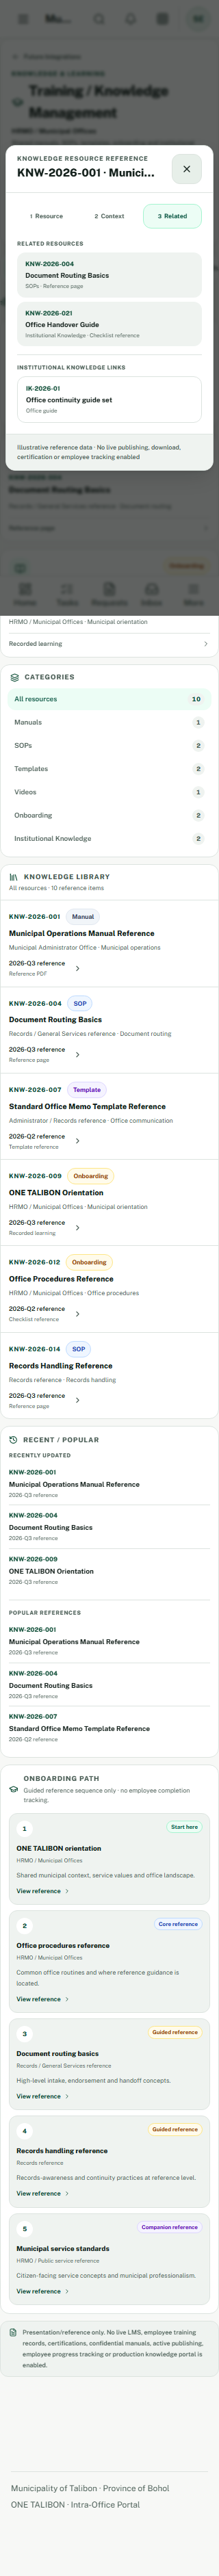 Mu...
Future Integrations
KNOWLEDGE & LEARNING
Training / Knowledge
Management
HRMO / Municipal Offices
KNOWLEDGE RESOURCE REFERENCE
KNW-2026-001 · Munici...
1 Resource
2 Context
3 Related
RELATED RESOURCES
KNW-2026-004
Document Routing Basics
SOPs · Reference page
KNW-2026-021
Office Handover Guide
Institutional Knowledge · Checklist reference
INSTITUTIONAL KNOWLEDGE LINKS
IK-2026-01
Office continuity guide set
Office guide
Illustrative reference data · No live publishing, download,
certification or employee tracking enabled
Document Routing Basics
Reference page
Onboarding
Home
Tasks
Requests
Inbox
More
HRMO / Municipal Offices · Municipal orientation
Recorded learning
CATEGORIES
All resources 10
Manuals 1
SOPs 2
Templates 2
Videos 1
Onboarding 2
Institutional Knowledge 2
KNOWLEDGE LIBRARY
All resources · 10 reference items
KNW-2026-001 Manual
Municipal Operations Manual Reference
Municipal Administrator Office · Municipal operations
2026-Q3 reference
Reference PDF
KNW-2026-004 SOP
Document Routing Basics
Records / General Services reference · Document routing
2026-Q3 reference
Reference page
KNW-2026-007 Template
Standard Office Memo Template Reference
Administrator / Records reference · Office communication
2026-Q2 reference
Template reference
KNW-2026-009 Onboarding
ONE TALIBON Orientation
HRMO / Municipal Offices · Municipal orientation
2026-Q3 reference
Recorded learning
KNW-2026-012 Onboarding
Office Procedures Reference
HRMO / Municipal Offices · Office procedures
2026-Q2 reference
Checklist reference
KNW-2026-014 SOP
Records Handling Reference
Records reference · Records handling
2026-Q3 reference
Reference page
RECENT / POPULAR
RECENTLY UPDATED
KNW-2026-001
Municipal Operations Manual Reference
2026-Q3 reference
KNW-2026-004
Document Routing Basics
2026-Q3 reference
KNW-2026-009
ONE TALIBON Orientation
2026-Q3 reference
POPULAR REFERENCES
KNW-2026-001
Municipal Operations Manual Reference
2026-Q3 reference
KNW-2026-004
Document Routing Basics
2026-Q3 reference
KNW-2026-007
Standard Office Memo Template Reference
2026-Q2 reference
ONBOARDING PATH
Guided reference sequence only · no employee completion
tracking.
1 Start here
ONE TALIBON orientation
HRMO / Municipal Offices
Shared municipal context, service values and office landscape.
View reference
2 Core reference
Office procedures reference
HRMO / Municipal Offices
Common office routines and where reference guidance is
located.
View reference
3 Guided reference
Document routing basics
Records / General Services reference
High-level intake, endorsement and handoff concepts.
View reference
4 Guided reference
Records handling reference
Records reference
Records-awareness and continuity practices at reference level.
View reference
5 Companion reference
Municipal service standards
HRMO / Public service reference
Citizen-facing service concepts and municipal professionalism.
View reference
Presentation/reference only. No live LMS, employee training
records, certifications, confidential manuals, active publishing,
employee progress tracking or production knowledge portal is
enabled.
Municipality of Talibon · Province of Bohol
ONE TALIBON · Intra-Office Portal